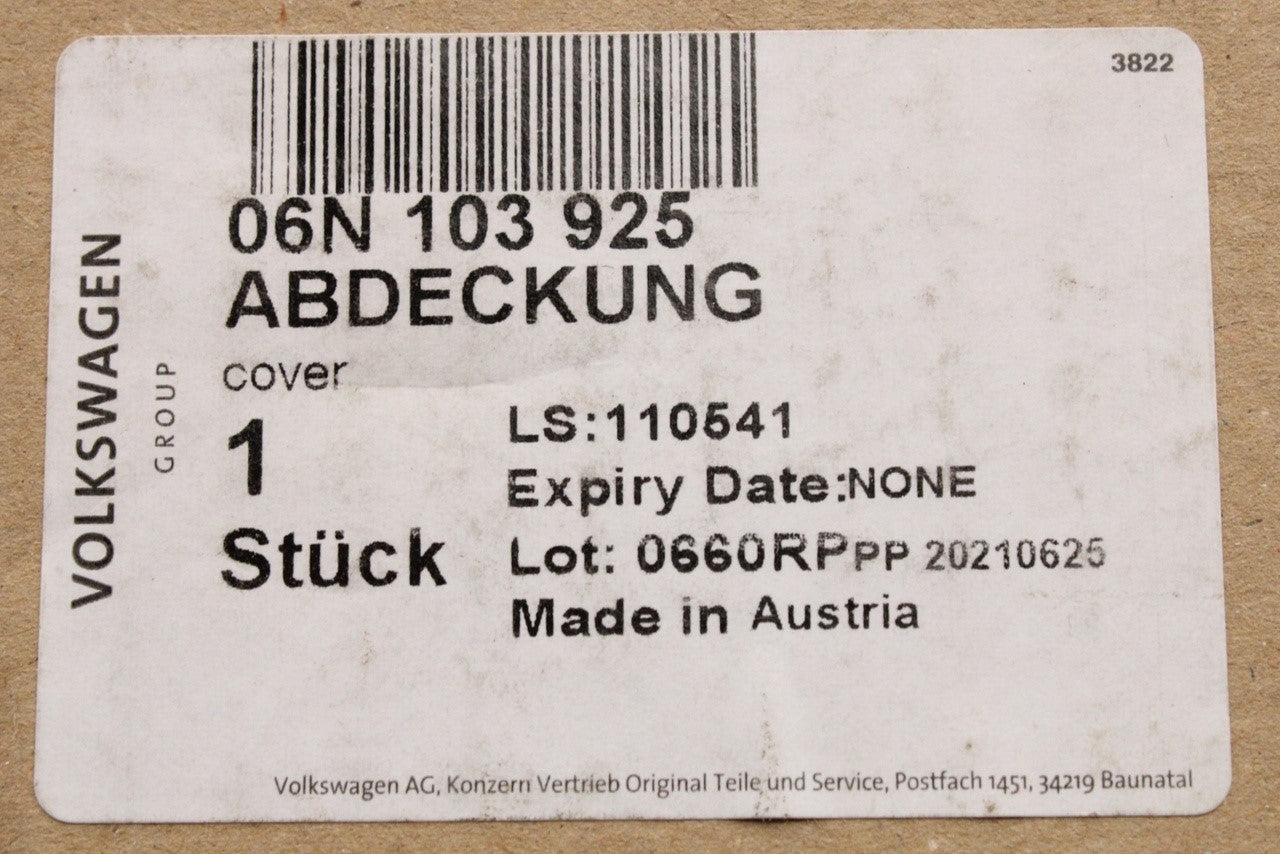 3822
06N 103 925
ABDECKUNG
cover
1
Stück
LS:110541
Expiry Date:NONE
Lot: 0660RPPP 20210625
Made in Austria
VOLKSWAGEN
GROUP
Volkswagen AG, Konzern Vertrieb Original Teile und Service, Postfach 1451, 34219 Baunatal